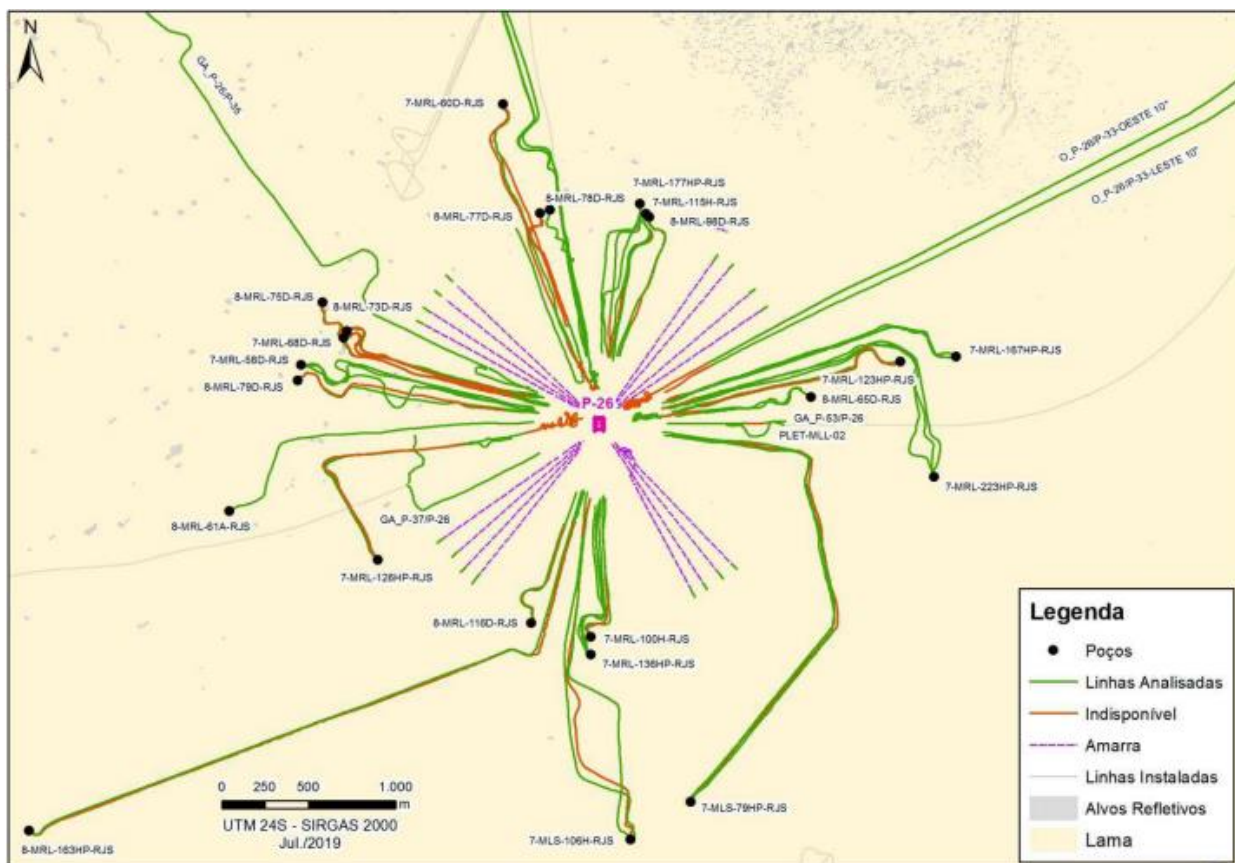 N
GA_P-26/P-35
7-MRL-60D-RJS
O_P-26/P-33-OESTE 10"
O_P-26/P-33-LESTE 10"
7-MRL-177HP-RJS
8-MRL-78D-RJS
7-MRL-115H-RJS
8-MRL-77D-RJS
8-MRL-98D-RJS
8-MRL-75D-RJS
8-MRL-73D-RJS
7-MRL-68D-RJS
7-MRL-58D-RJS
8-MRL-79D-RJS
7-MRL-167HP-RJS
7-MRL-123HP-RJS
8-MRL-65D-RJS
P-26
GA_P-53/P-26
PLET-MLL-02
7-MRL-223HP-RJS
GA_P-37/P-26
8-MRL-61A-RJS
7-MRL-126HP-RJS
8-MRL-116D-RJS
7-MRL-100H-RJS
7-MRL-136HP-RJS
7-MLS-79HP-RJS
7-MLS-106H-RJS
8-MRL-163HP-RJS
0 250 500 1.000
m
UTM 24S - SIRGAS 2000
Jul./2019
Legenda
Poços
Linhas Analisadas
Indisponível
Amarra
Linhas Instaladas
Alvos Refletivos
Lama